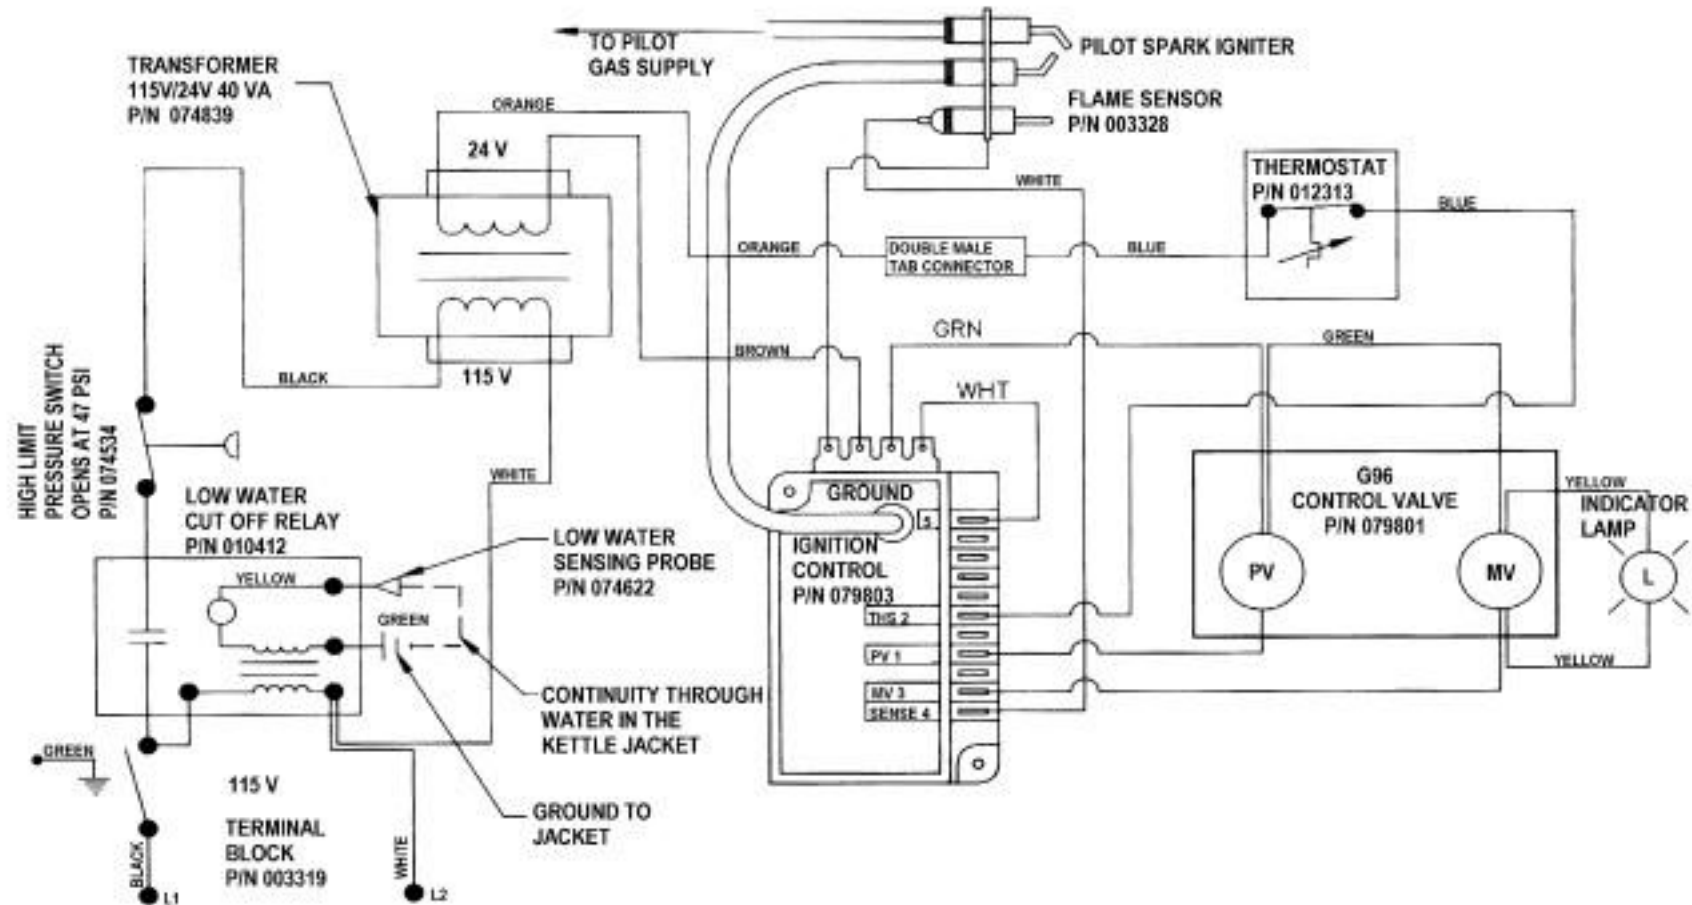 TO PILOT
GAS SUPPLY
PILOT SPARK IGNITER
TRANSFORMER
115V/24V 40 VA
P/N 074839
ORANGE
FLAME SENSOR
P/N 003328
24 V
THERMOSTAT
P/N 012313
WHITE
BLUE
ORANGE
DOUBLE MALE
TAB CONNECTOR
BLUE
GRN
GREEN
BROWN
BLACK
115 V
WHT
HIGH LIMIT
PRESSURE SWITCH
OPENS AT 47 PSI
P/N 074534
WHITE
G96
CONTROL VALVE
P/N 079801
YELLOW
INDICATOR
LAMP
LOW WATER
CUT OFF RELAY
P/N 010412
GROUND
5
LOW WATER
SENSING PROBE
P/N 074622
IGNITION
CONTROL
P/N 079803
YELLOW
PV
MV
L
GREEN
THS 2
PV 1
YELLOW
MV 3
SENSE 4
CONTINUITY THROUGH
WATER IN THE
KETTLE JACKET
GREEN
115 V
GROUND TO
JACKET
TERMINAL
BLOCK
P/N 003319
BLACK
WHITE
L1
L2